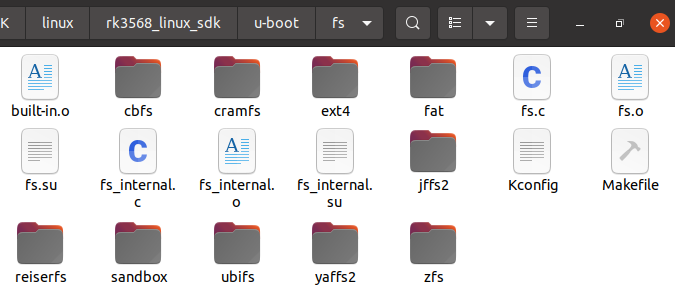 K linux rk3568_linux_sdk u-boot fs
built-in.o cbfs cramfs ext4 fat fs.c fs.o
fs.su fs_internal.c fs_internal.o fs_internal.su jffs2 Kconfig Makefile
reiserfs sandbox ubifs yaffs2 zfs